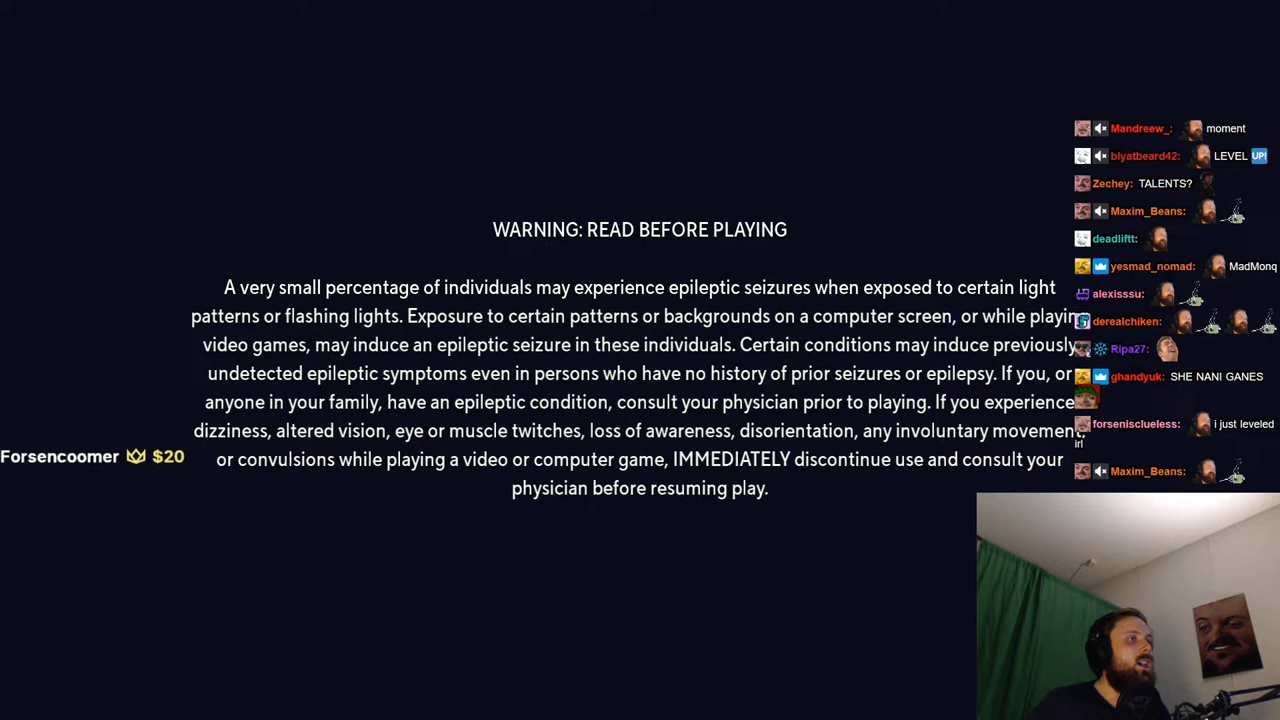 WARNING: READ BEFORE PLAYING
A very small percentage of individuals may experience epileptic seizures when exposed to certain light
patterns or flashing lights. Exposure to certain patterns or backgrounds on a computer screen, or while playing
video games, may induce an epileptic seizure in these individuals. Certain conditions may induce previously
undetected epileptic symptoms even in persons who have no history of prior seizures or epilepsy. If you, or
anyone in your family, have an epileptic condition, consult your physician prior to playing. If you experience
dizziness, altered vision, eye or muscle twitches, loss of awareness, disorientation, any involuntary movement,
or convulsions while playing a video or computer game, IMMEDIATELY discontinue use and consult your
physician before resuming play.
Forsencoomer $20
Mandreew_: moment
blyatbeard42: LEVEL UP!
Zechey: TALENTS?
Maxim_Beans:
deadliftt:
yesmad_nomad: MadMonq
alexisssu:
derealchiken:
Ripa27:
ghandyuk: SHE NANI GANES
forsenisclueless: i just leveled
irl
Maxim_Beans: